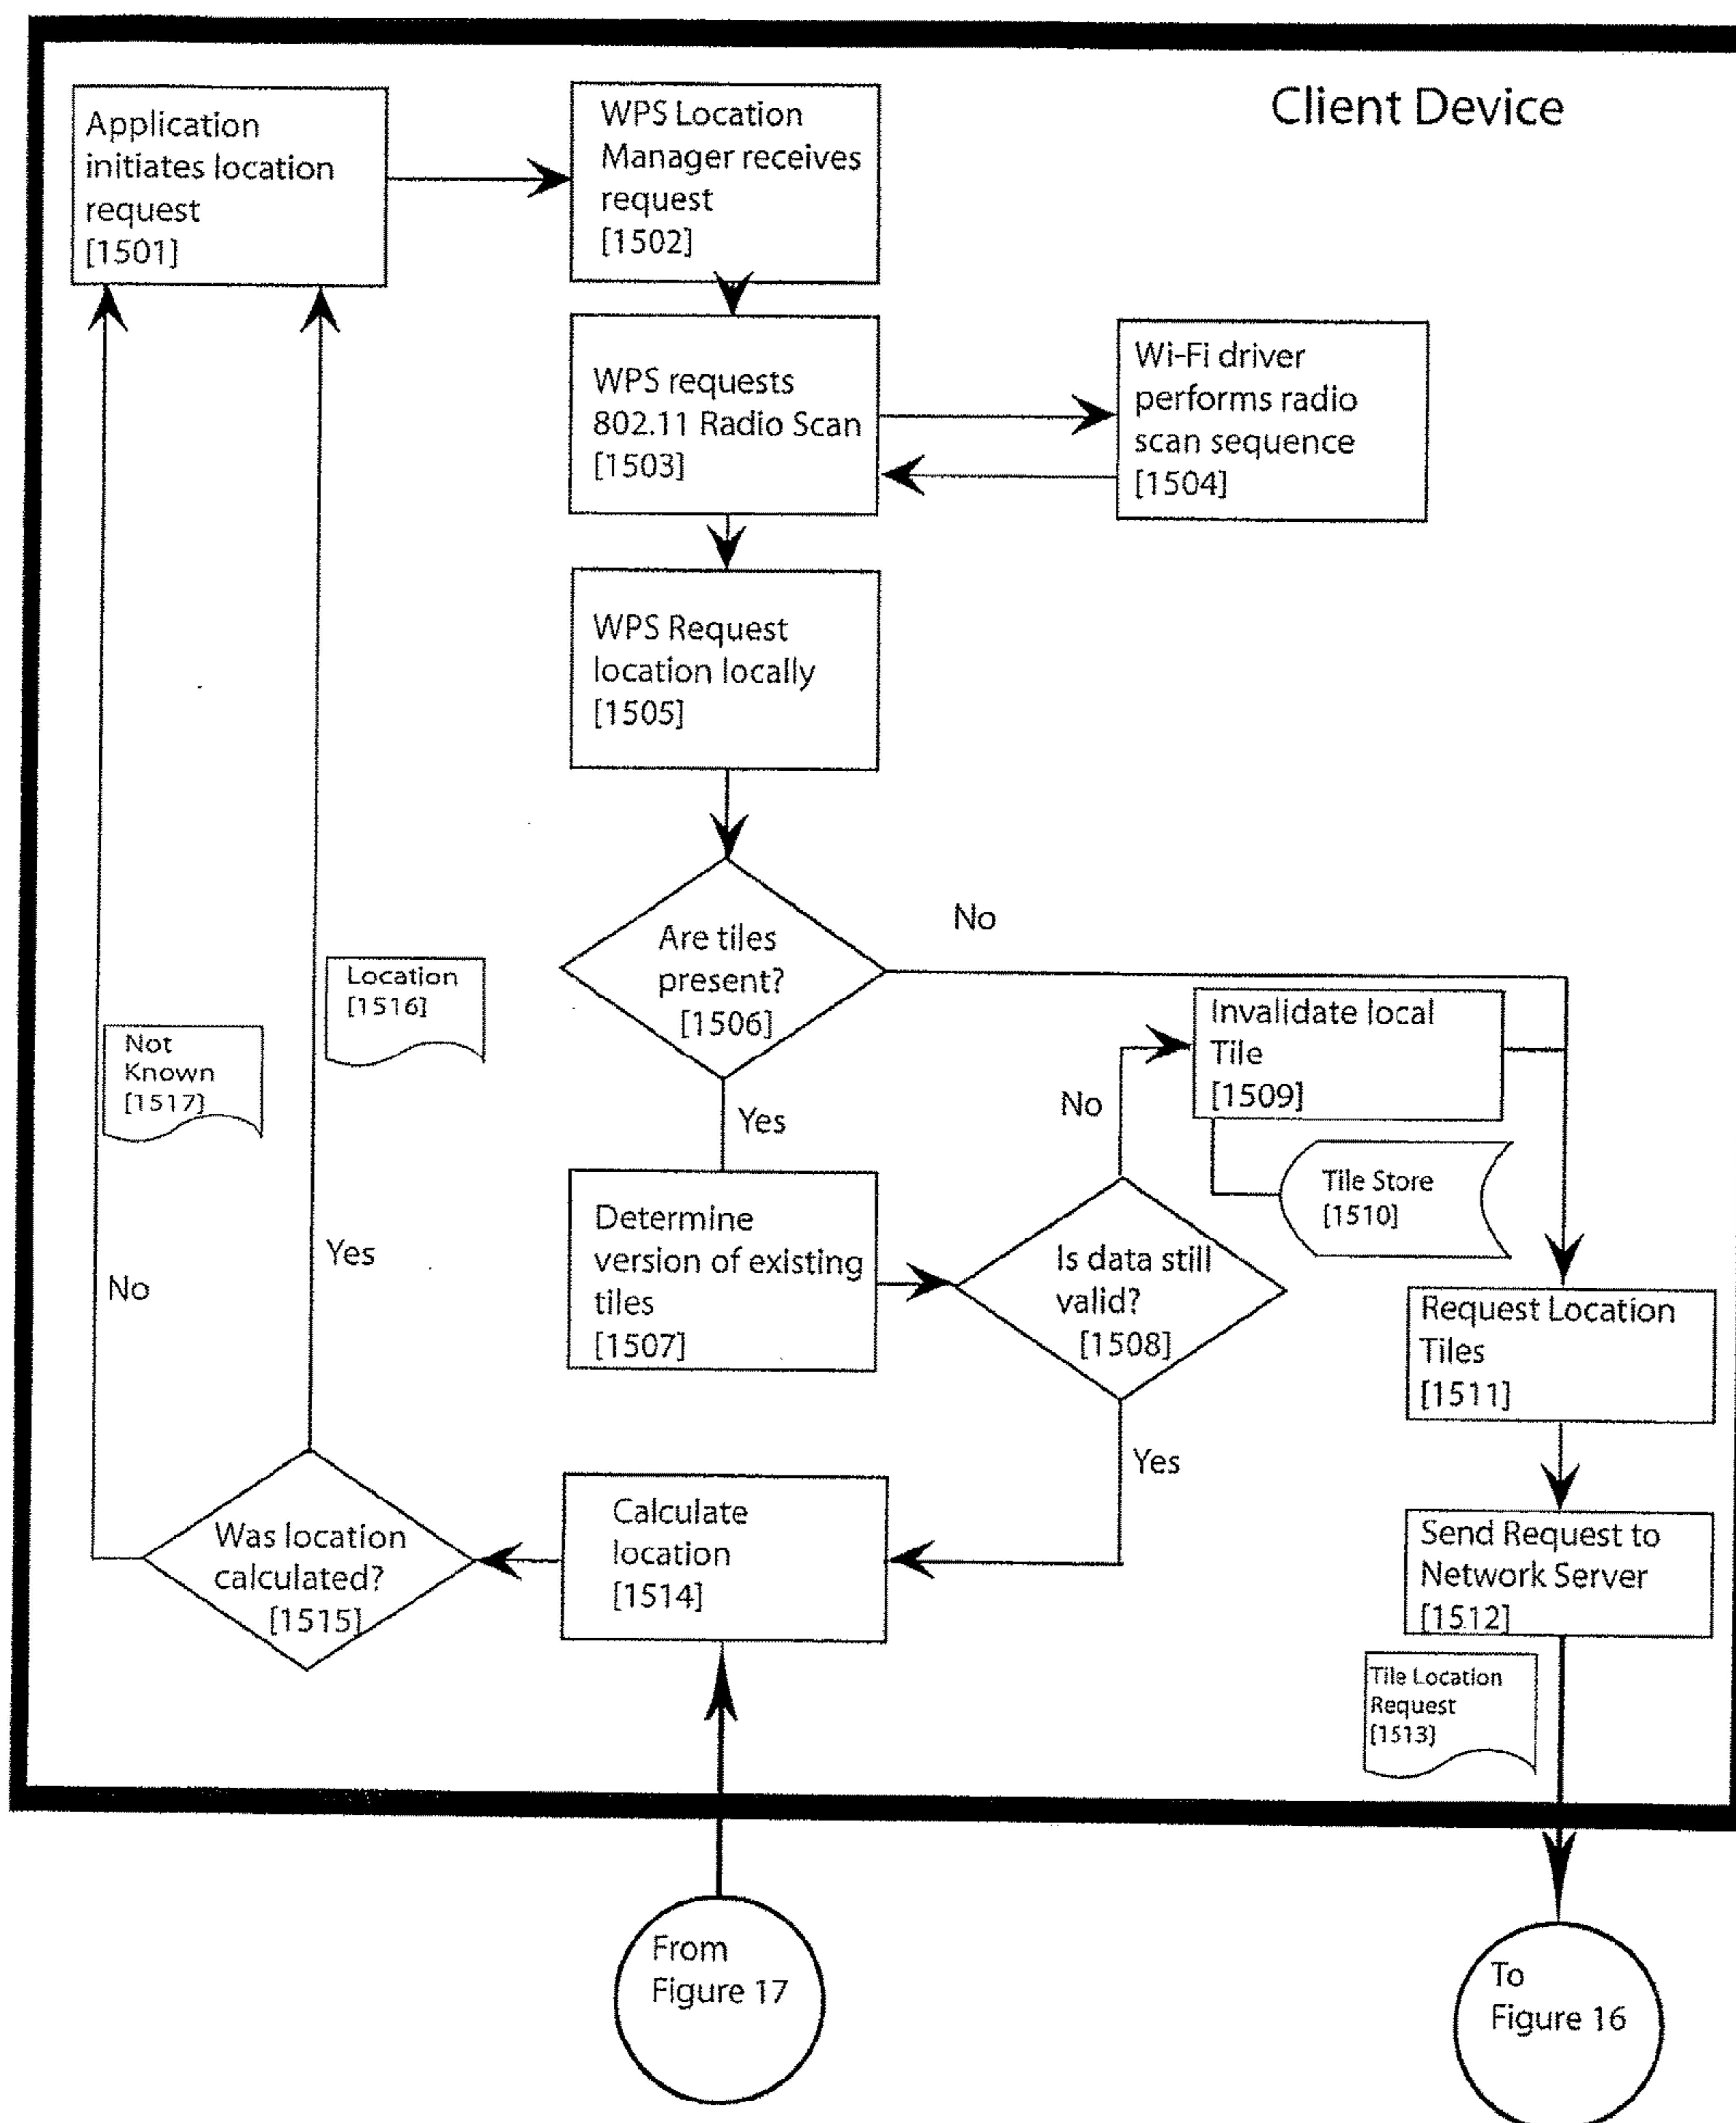 Client Device
Application
initiates location
request
[1501]
WPS Location
Manager receives
request
[1502]
WPS requests
802.11 Radio Scan
[1503]
Wi-Fi driver
performs radio
scan sequence
[1504]
WPS Request
location locally
[1505]
Are tiles
present?
[1506]
No
Yes
Location
[1516]
Not
Known
[1517]
Invalidate local
Tile
[1509]
No
Tile Store
[1510]
Determine
version of existing
tiles
[1507]
Is data still
valid?
[1508]
Yes
No
Yes
Request Location
Tiles
[1511]
Was location
calculated?
[1515]
Calculate
location
[1514]
Send Request to
Network Server
[1512]
Tile Location
Request
[1513]
From
Figure 17
To
Figure 16